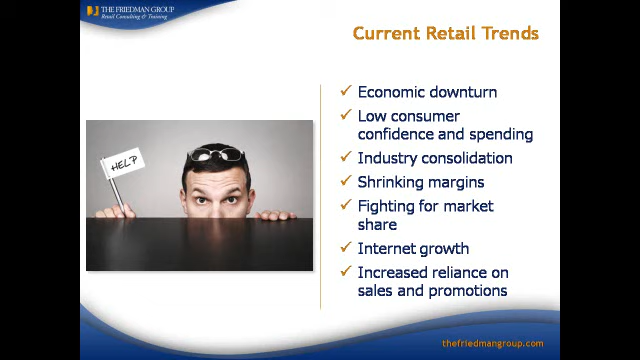 THE FRIEDMAN GROUP
Retail Consulting & Training
Current Retail Trends
Economic downturn
Low consumer
confidence and spending
Industry consolidation
Shrinking margins
Fighting for market
share
Internet growth
Increased reliance on
sales and promotions
HELP
thefriedmangroup.com